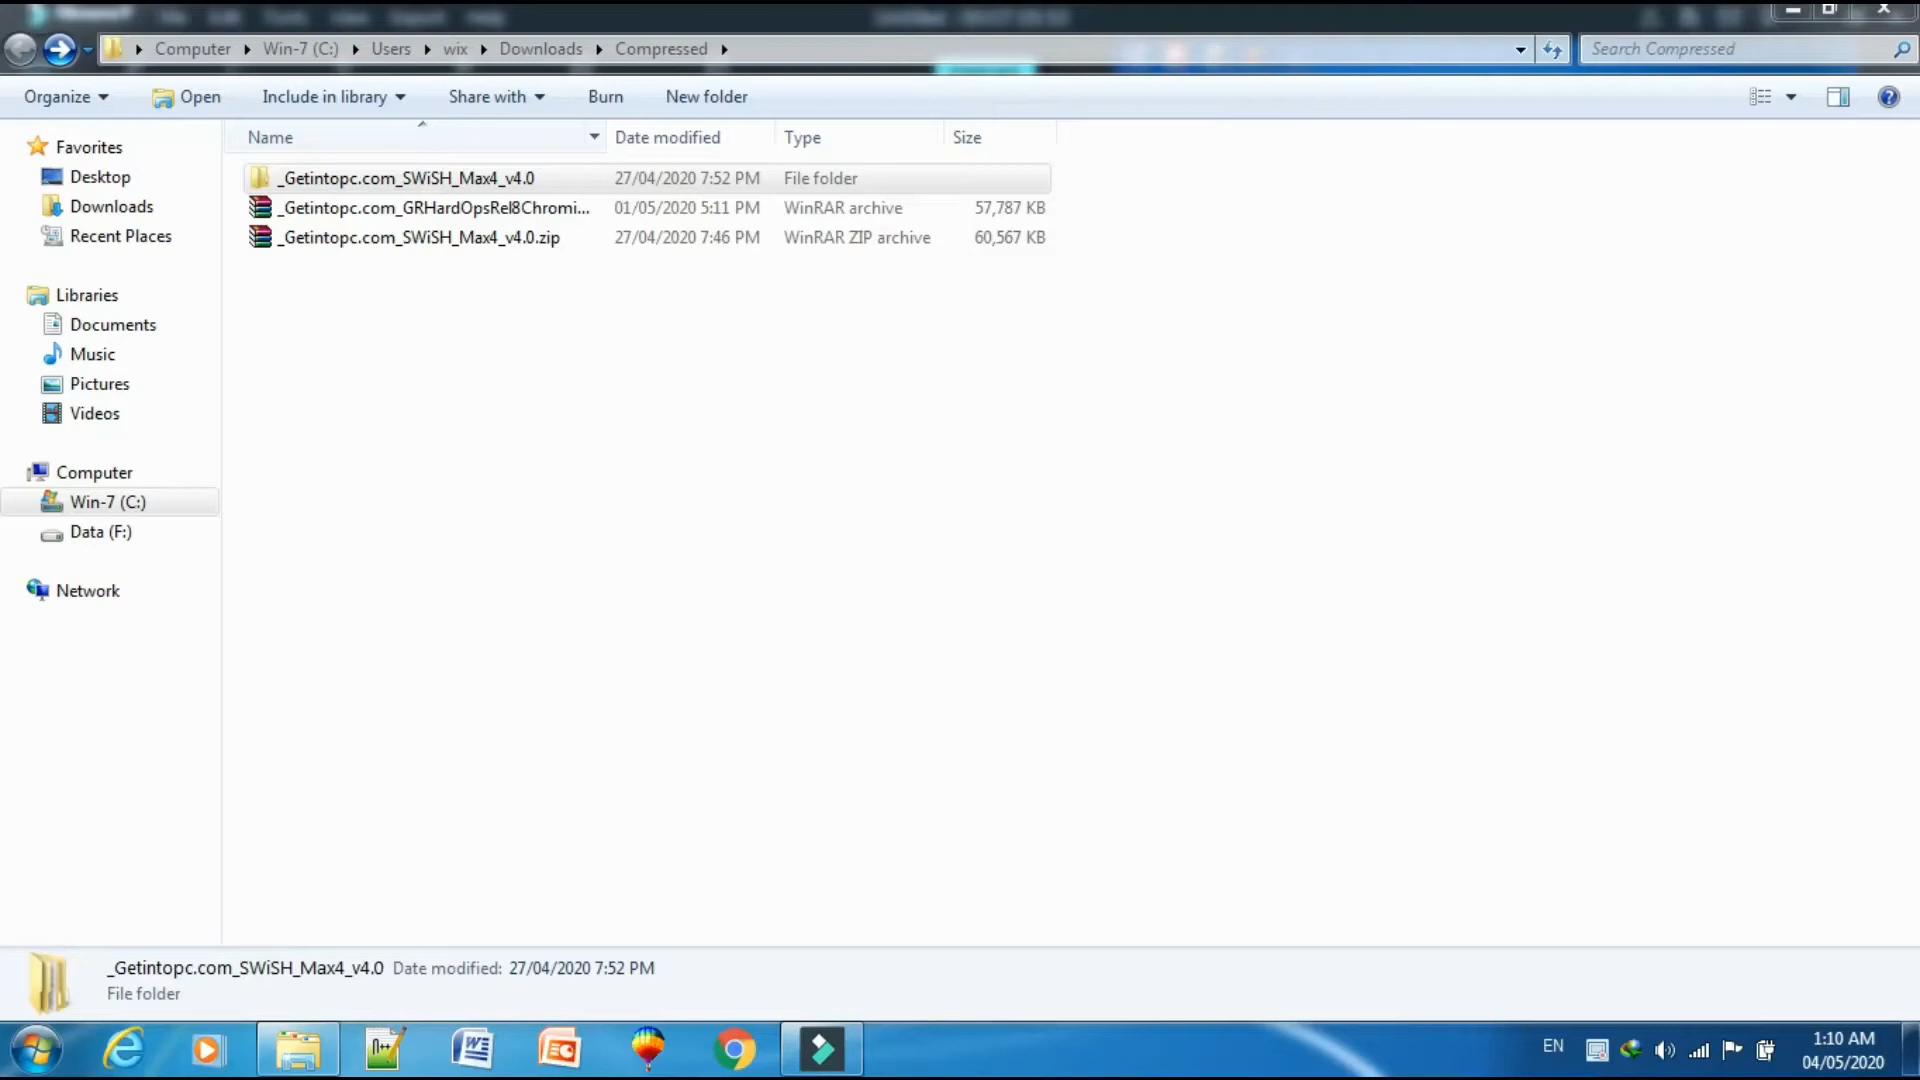 Computer Win-7 (C:) Users wix Downloads Compressed
Search Compressed
Organize Open Include in library Share with Burn New folder
Name Date modified Type Size
Favorites
Desktop
Downloads
Recent Places
Libraries
Documents
Music
Pictures
Videos
Computer
Win-7 (C:)
Data (F:)
Network
_Getintopc.com_SWiSH_Max4_v4.0 27/04/2020 7:52 PM File folder
_Getintopc.com_GRHardOpsRel8Chromi... 01/05/2020 5:11 PM WinRAR archive 57,787 KB
_Getintopc.com_SWiSH_Max4_v4.0.zip 27/04/2020 7:46 PM WinRAR ZIP archive 60,567 KB
_Getintopc.com_SWiSH_Max4_v4.0 Date modified: 27/04/2020 7:52 PM
File folder
EN
1:10 AM
04/05/2020